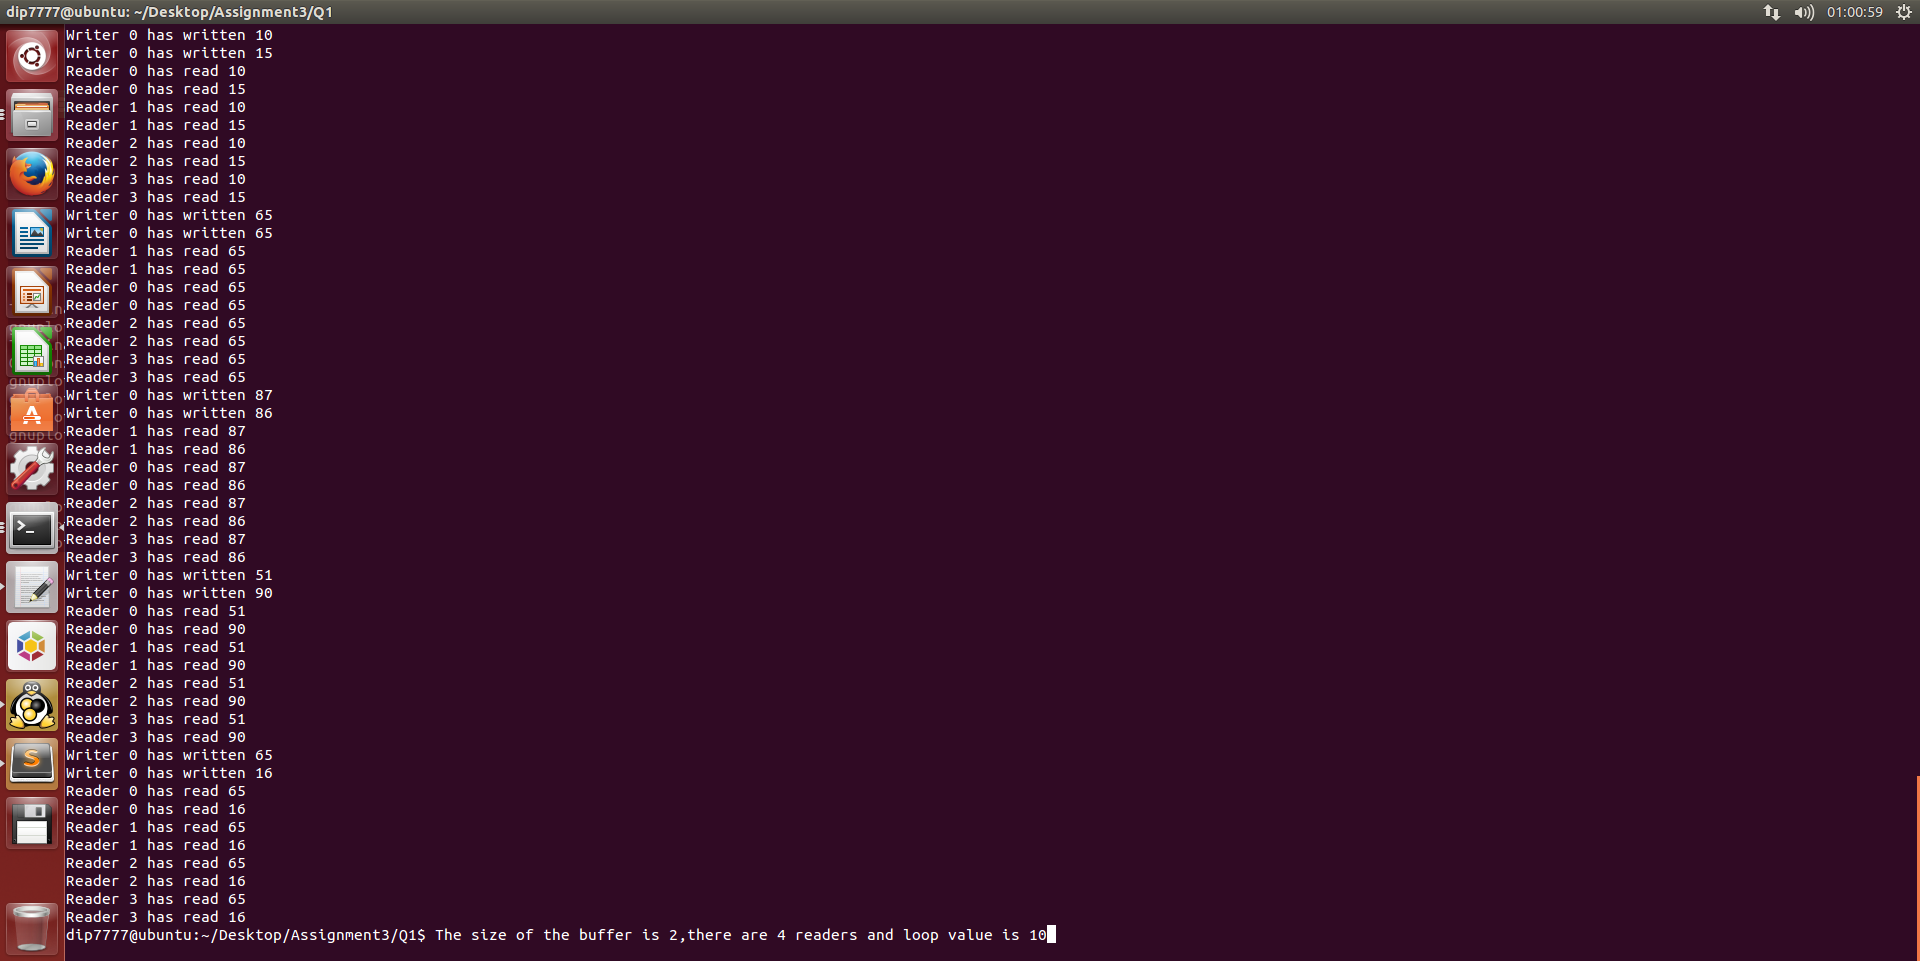 dip7777@ubuntu: ~/Desktop/Assignment3/Q1
01:00:59
Writer 0 has written 10
Writer 0 has written 15
Reader 0 has read 10
Reader 0 has read 15
Reader 1 has read 10
Reader 1 has read 15
Reader 2 has read 10
Reader 2 has read 15
Reader 3 has read 10
Reader 3 has read 15
Writer 0 has written 65
Writer 0 has written 65
Reader 1 has read 65
Reader 1 has read 65
Reader 0 has read 65
Reader 0 has read 65
Reader 2 has read 65
Reader 2 has read 65
Reader 3 has read 65
Reader 3 has read 65
Writer 0 has written 87
Writer 0 has written 86
Reader 1 has read 87
Reader 1 has read 86
Reader 0 has read 87
Reader 0 has read 86
Reader 2 has read 87
Reader 2 has read 86
Reader 3 has read 87
Reader 3 has read 86
Writer 0 has written 51
Writer 0 has written 90
Reader 0 has read 51
Reader 0 has read 90
Reader 1 has read 51
Reader 1 has read 90
Reader 2 has read 51
Reader 2 has read 90
Reader 3 has read 51
Reader 3 has read 90
Writer 0 has written 65
Writer 0 has written 16
Reader 0 has read 65
Reader 0 has read 16
Reader 1 has read 65
Reader 1 has read 16
Reader 2 has read 65
Reader 2 has read 16
Reader 3 has read 65
Reader 3 has read 16
dip7777@ubuntu:~/Desktop/Assignment3/Q1$ The size of the buffer is 2,there are 4 readers and loop value is 10